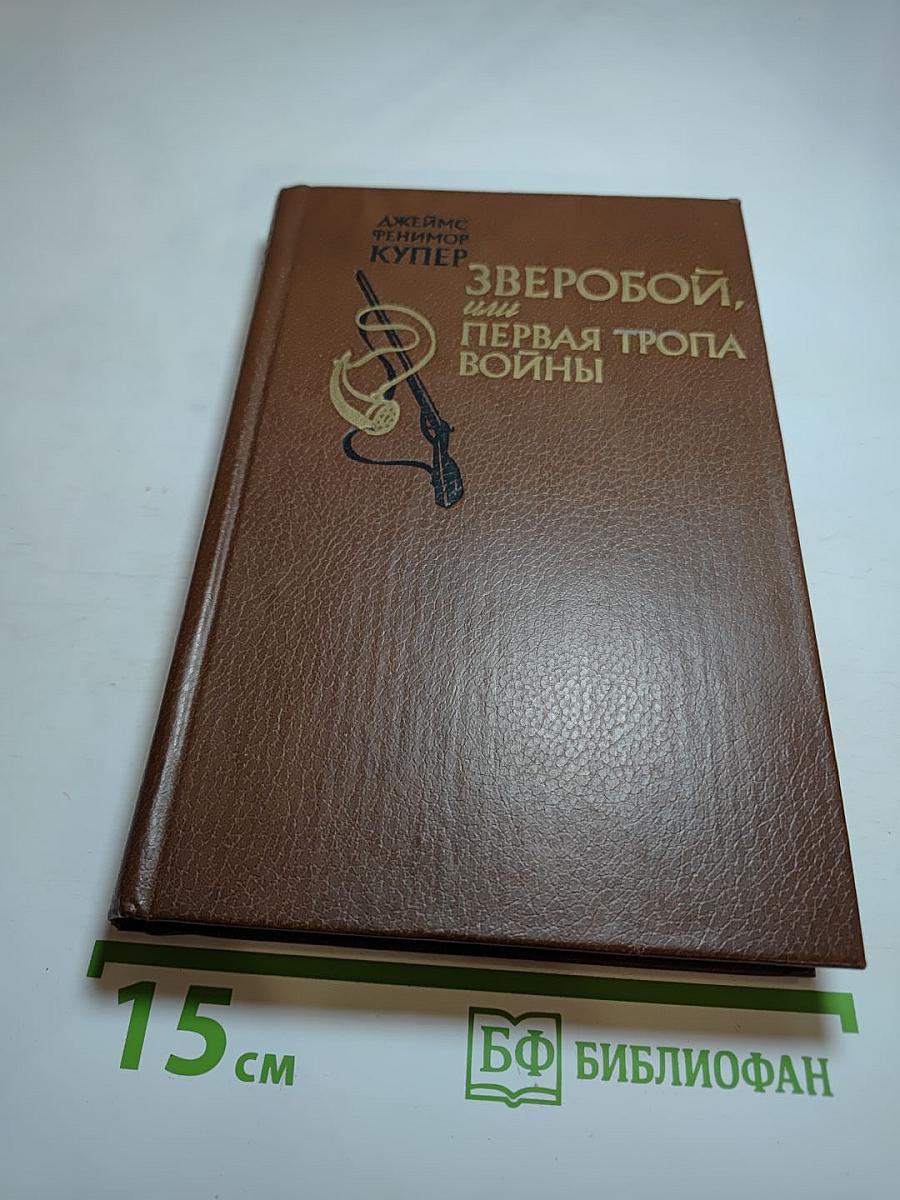 ДЖЕЙМС
ФЕНИМОР
КУПЕР
ЗВЕРОБОЙ,
или
ПЕРВАЯ ТРОПА
ВОЙНЫ
15 см
БФ БИБЛИОФАН